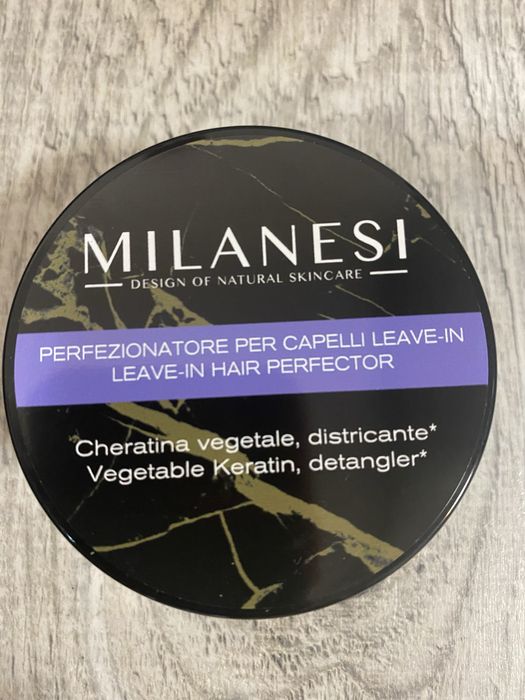 MILANESI
DESIGN OF NATURAL SKINCARE
PERFEZIONATORE PER CAPELLI LEAVE-IN
LEAVE-IN HAIR PERFECTOR
Cheratina vegetale, districante*
Vegetable Keratin, detangler*